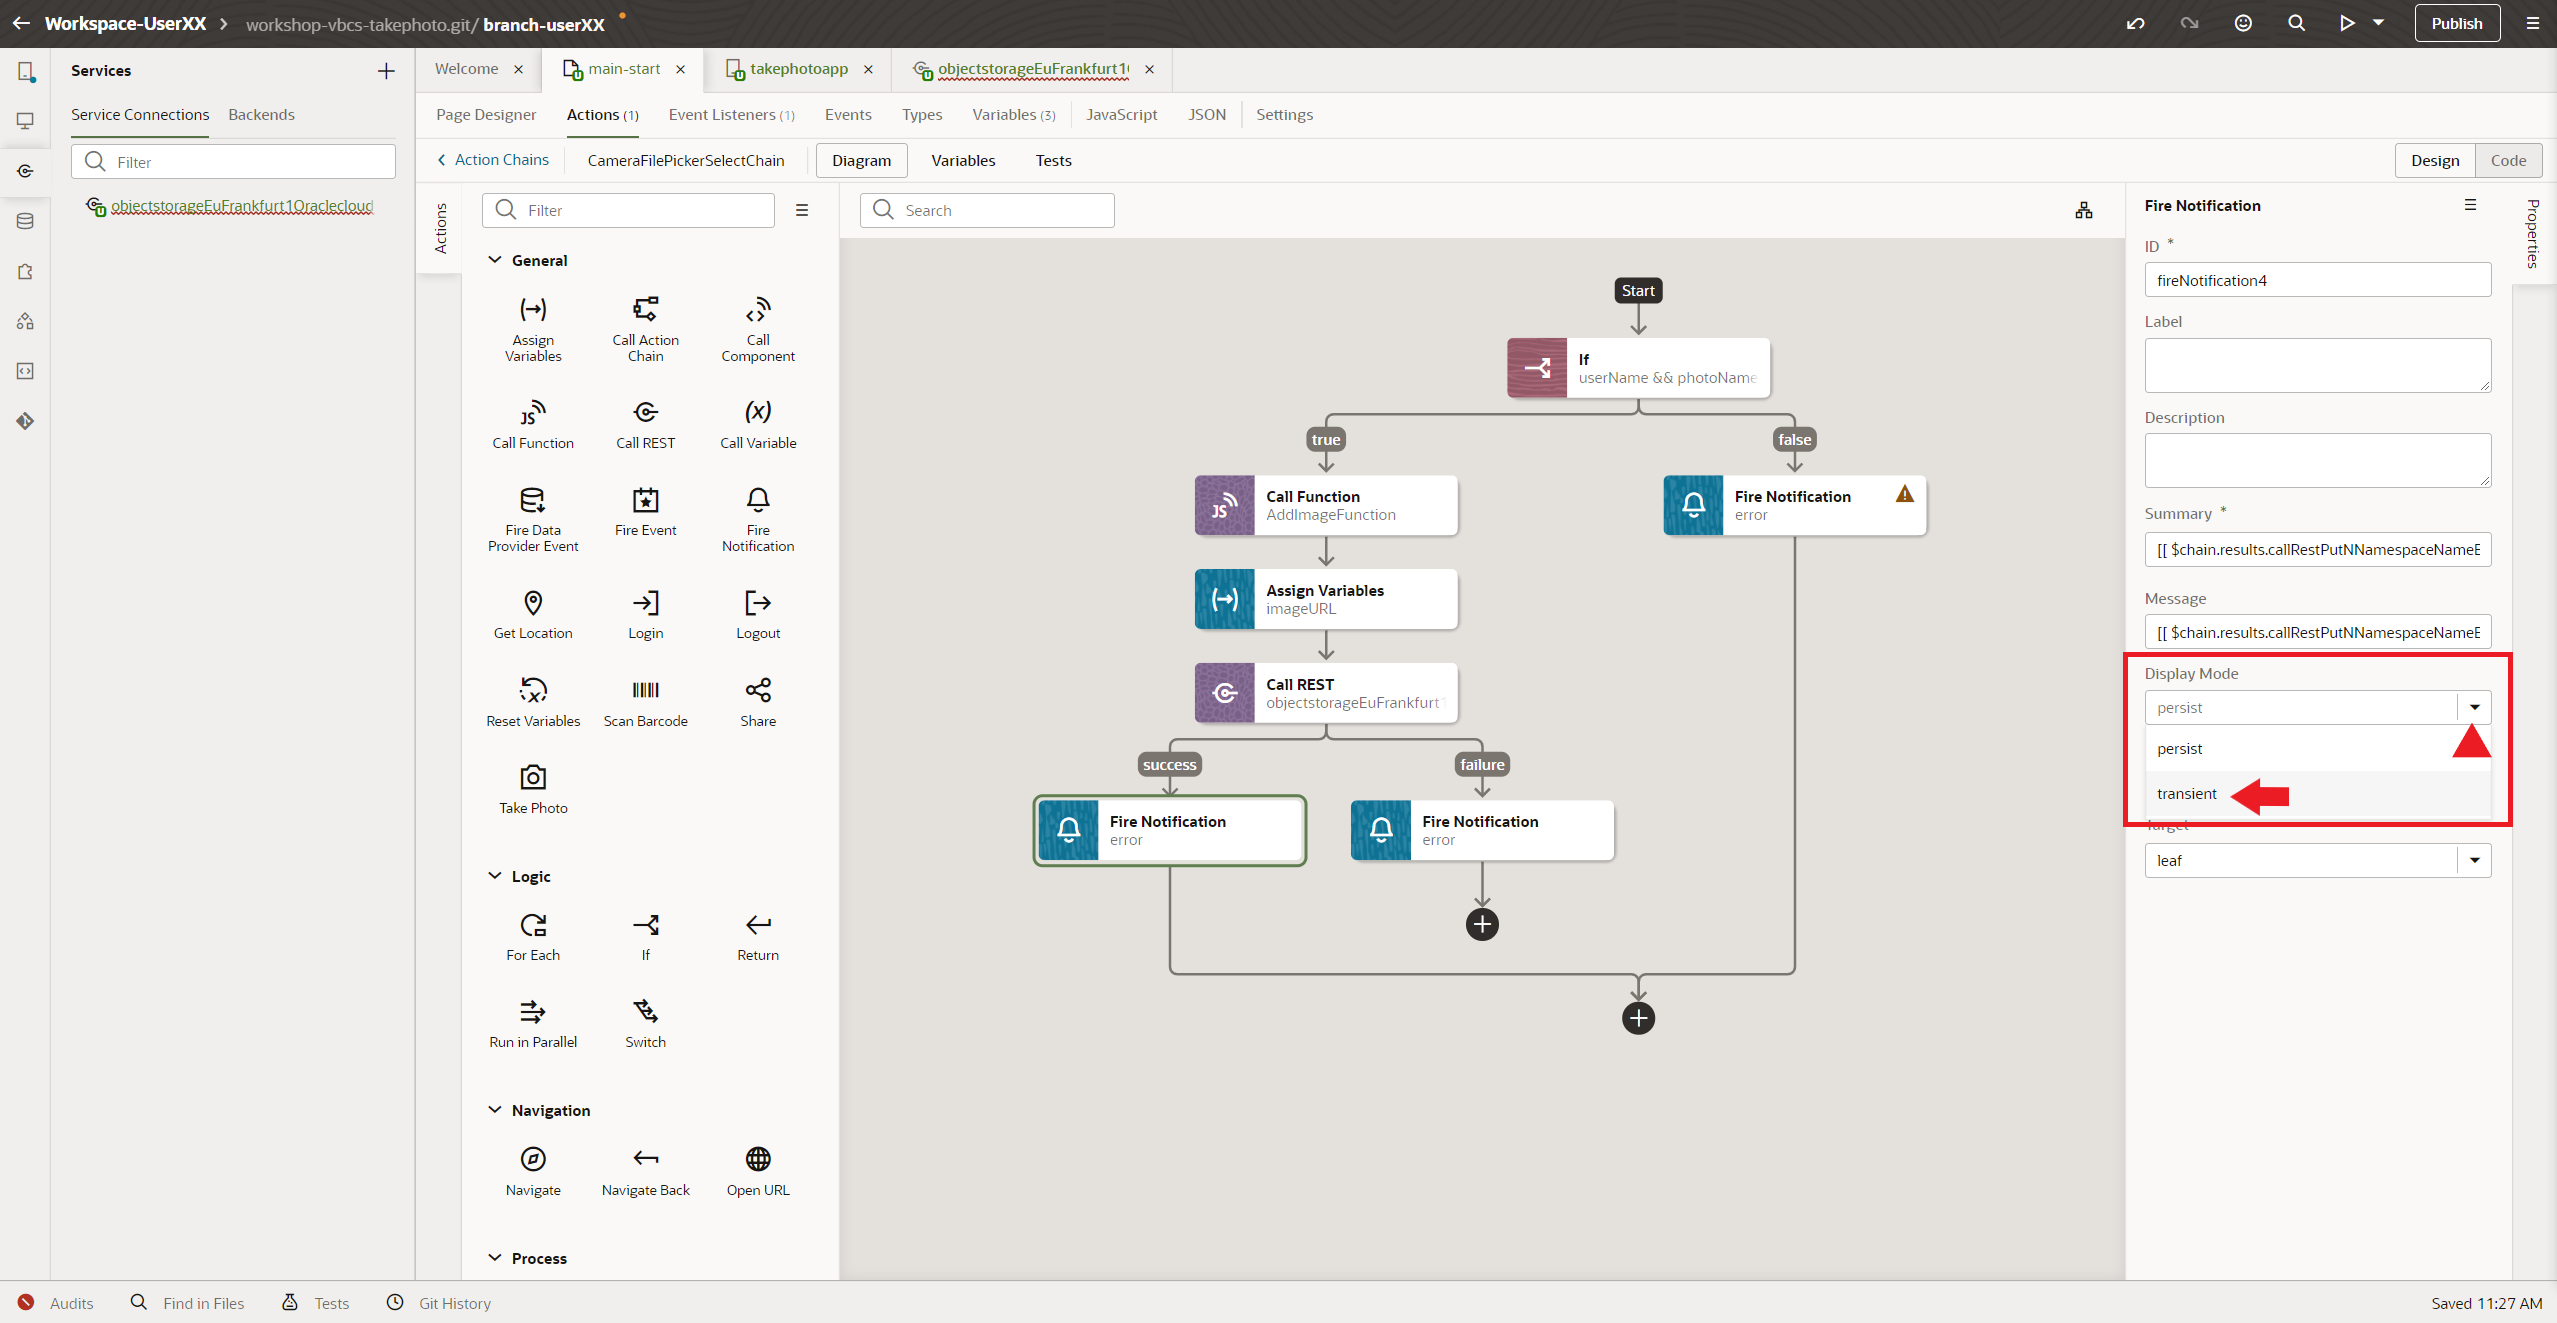 Workspace-UserXX
workshop-vbcs-takephoto.git/ branch-userXX
Publish
Services
Service Connections
Backends
Filter
objectstorageEuFrankfurt1Oraclecloud
Welcome
main-start
takephotoapp
objectstorageEuFrankfurt1
Page Designer
Actions (1)
Event Listeners (1)
Events
Types
Variables (3)
JavaScript
JSON
Settings
Action Chains
CameraFilePickerSelectChain
Diagram
Variables
Tests
Design
Code
Actions
Filter
General
Assign
Variables
Call Action
Chain
Call
Component
JS
Call Function
Call REST
(x)
Call Variable
Fire Data
Provider Event
Fire Event
Fire
Notification
Get Location
Login
Logout
Reset Variables
Scan Barcode
Share
Take Photo
Logic
For Each
If
Return
Run in Parallel
Switch
Navigation
Navigate
Navigate Back
Open URL
Process
Search
Start
If
userName && photoName
true
false
JS
Call Function
AddImageFunction
Fire Notification
error
Assign Variables
imageURL
Call REST
objectstorageEuFrankfurt1
success
failure
Fire Notification
error
Fire Notification
error
Fire Notification
Properties
ID *
fireNotification4
Label
Description
Summary *
[[ $chain.results.callRestPutNNamespaceNameE
Message
[[ $chain.results.callRestPutNNamespaceNameE
Display Mode
persist
persist
transient
Target
leaf
Audits
Find in Files
Tests
Git History
Saved 11:27 AM